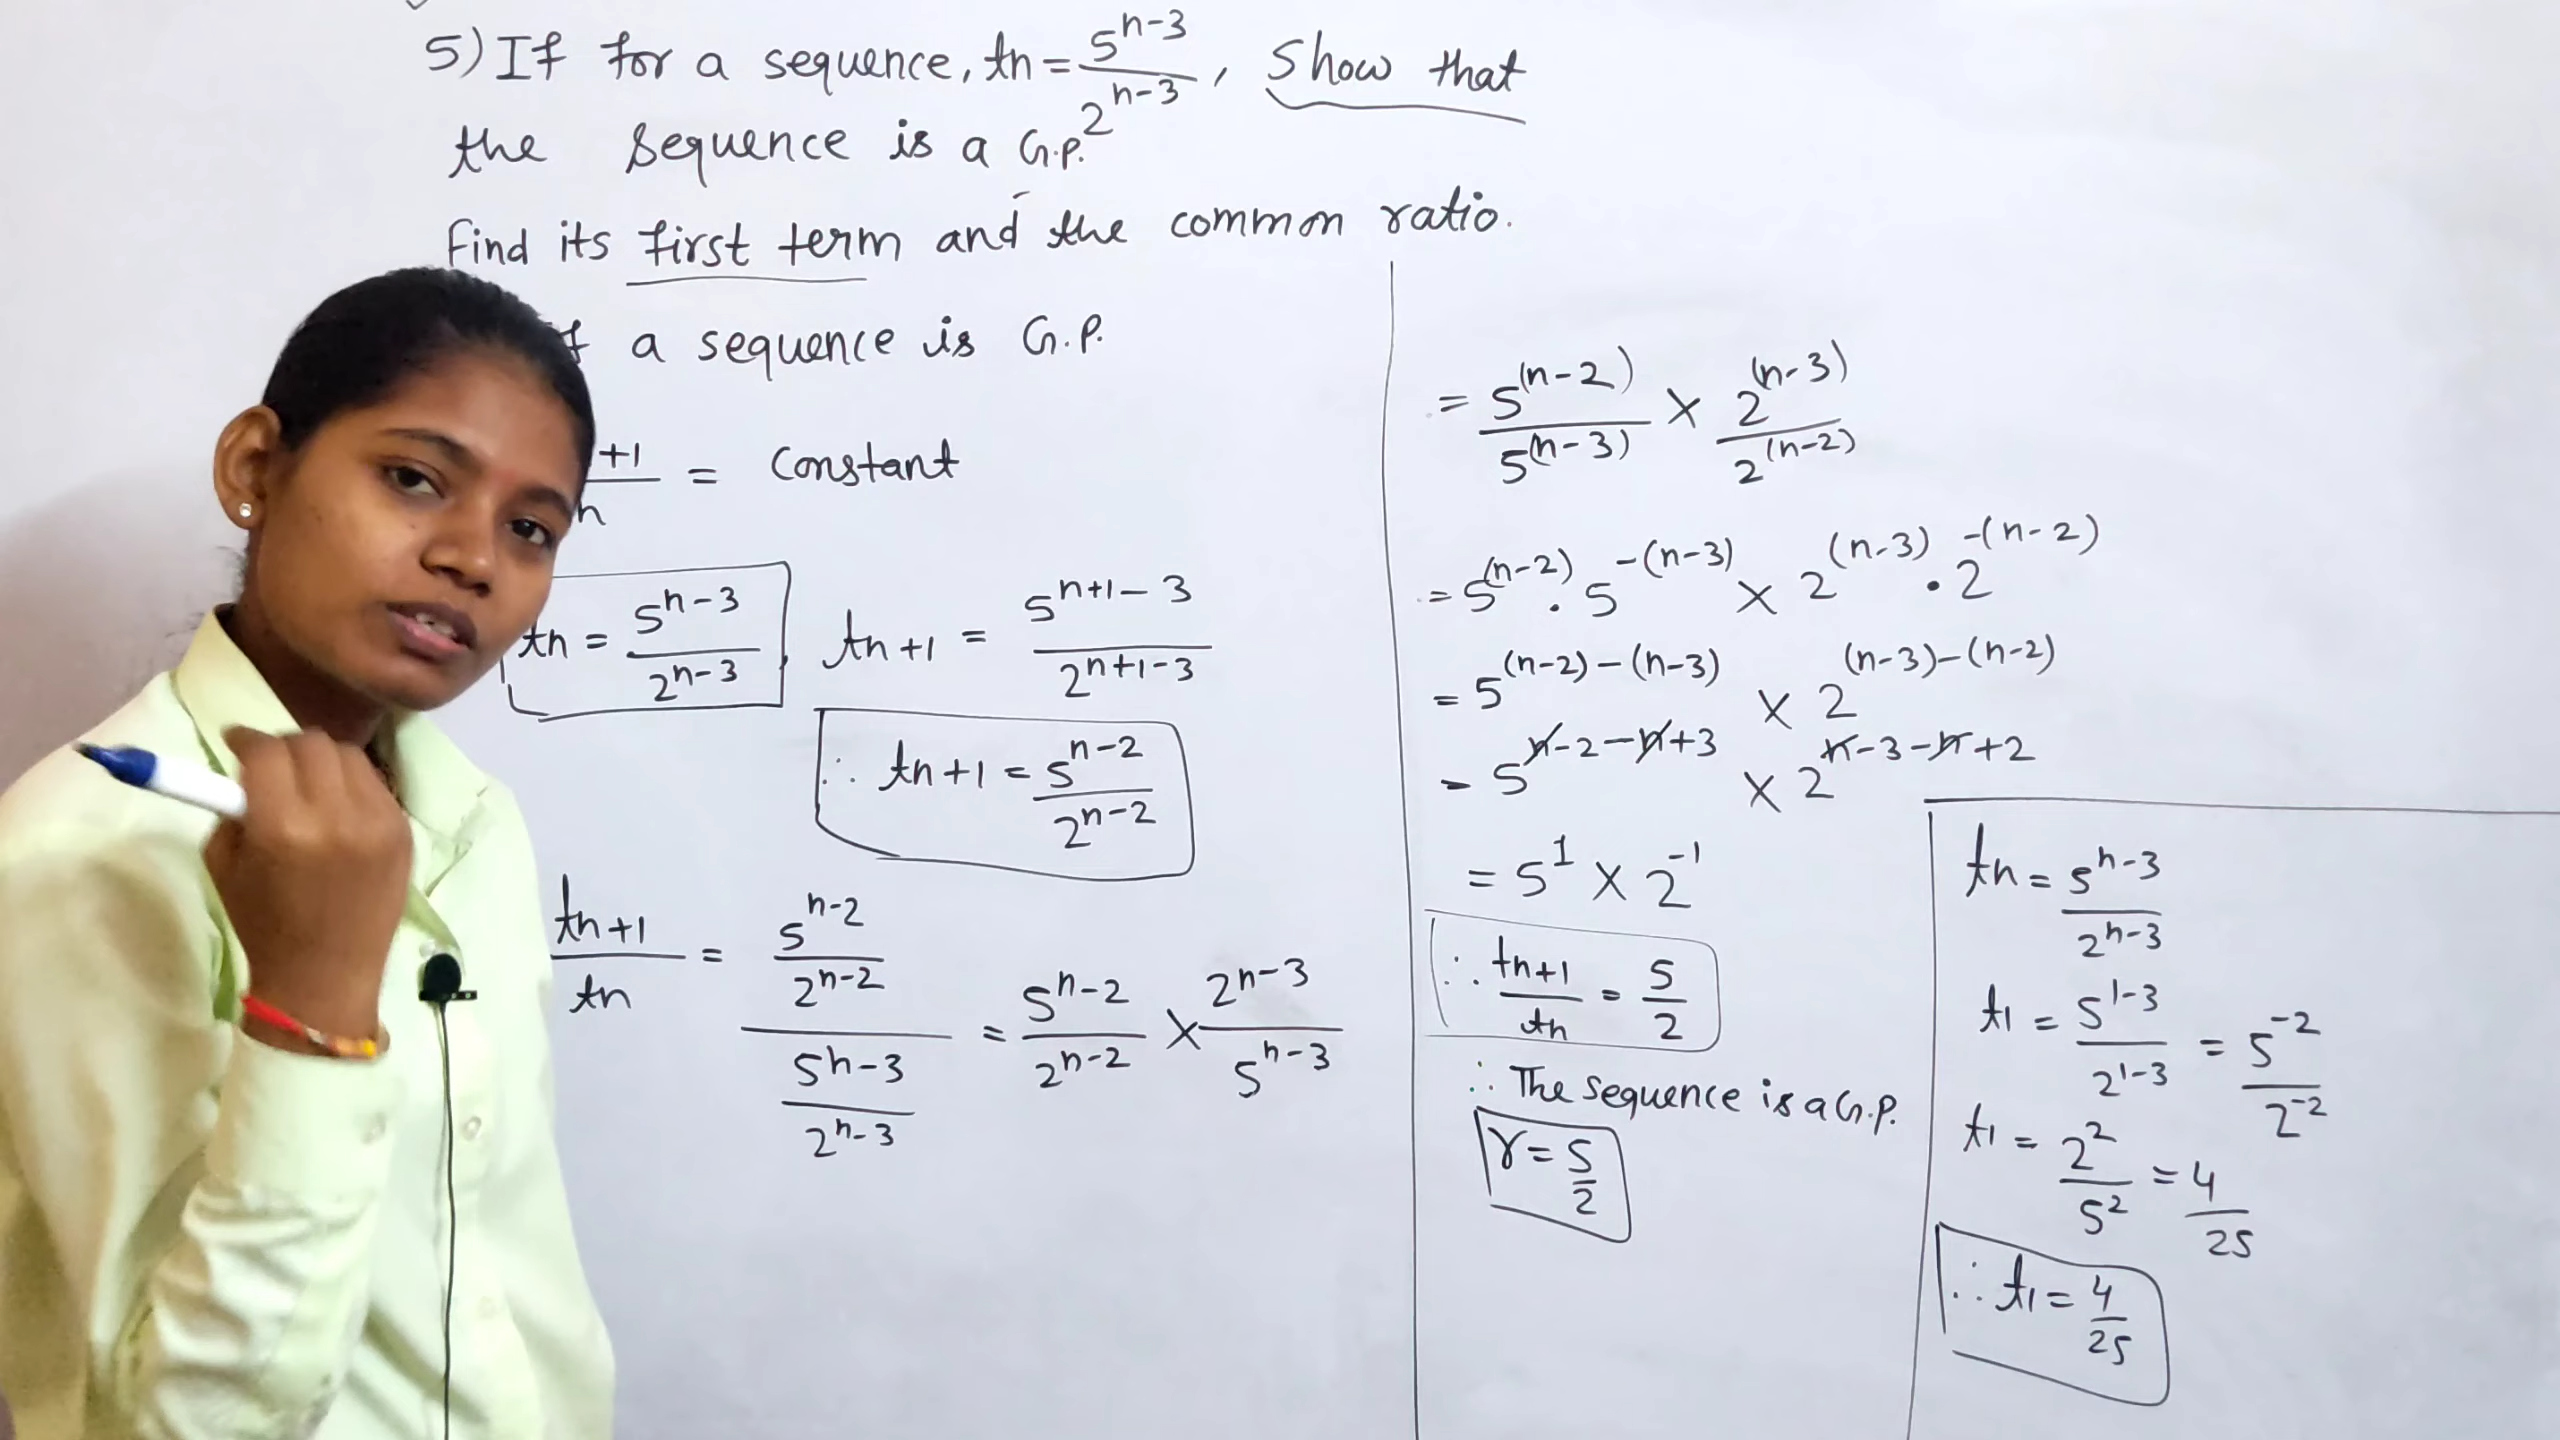 5) If for a sequence, tn = 5^(n-3) / 2^(n-3), Show that
the sequence is a G.P.
Find its first term and the common ratio.
a sequence is G.P.
+1 / n = Constant
tn = 5^(n-3) / 2^(n-3)
tn+1 = 5^(n+1-3) / 2^(n+1-3)
∴ tn+1 = 5^(n-2) / 2^(n-2)
tn+1 / tn = (5^(n-2) / 2^(n-2)) / (5^(n-3) / 2^(n-3)) = 5^(n-2) / 2^(n-2) × 2^(n-3) / 5^(n-3)
= 5^(n-2) / 5^(n-3) × 2^(n-3) / 2^(n-2)
= 5^(n-2) · 5^-(n-3) × 2^(n-3) · 2^-(n-2)
= 5^(n-2)-(n-3) × 2^(n-3)-(n-2)
- 5^(n-2-n+3) × 2^(n-3-n+2)
= 5^1 × 2^-1
∴ tn+1 / tn = 5/2
∴ The sequence is a G.P.
r = 5/2
tn = 5^(n-3) / 2^(n-3)
t1 = 5^(1-3) / 2^(1-3) = 5^-2 / 2^-2
t1 = 2^2 / 5^2 = 4/25
∴ t1 = 4/25